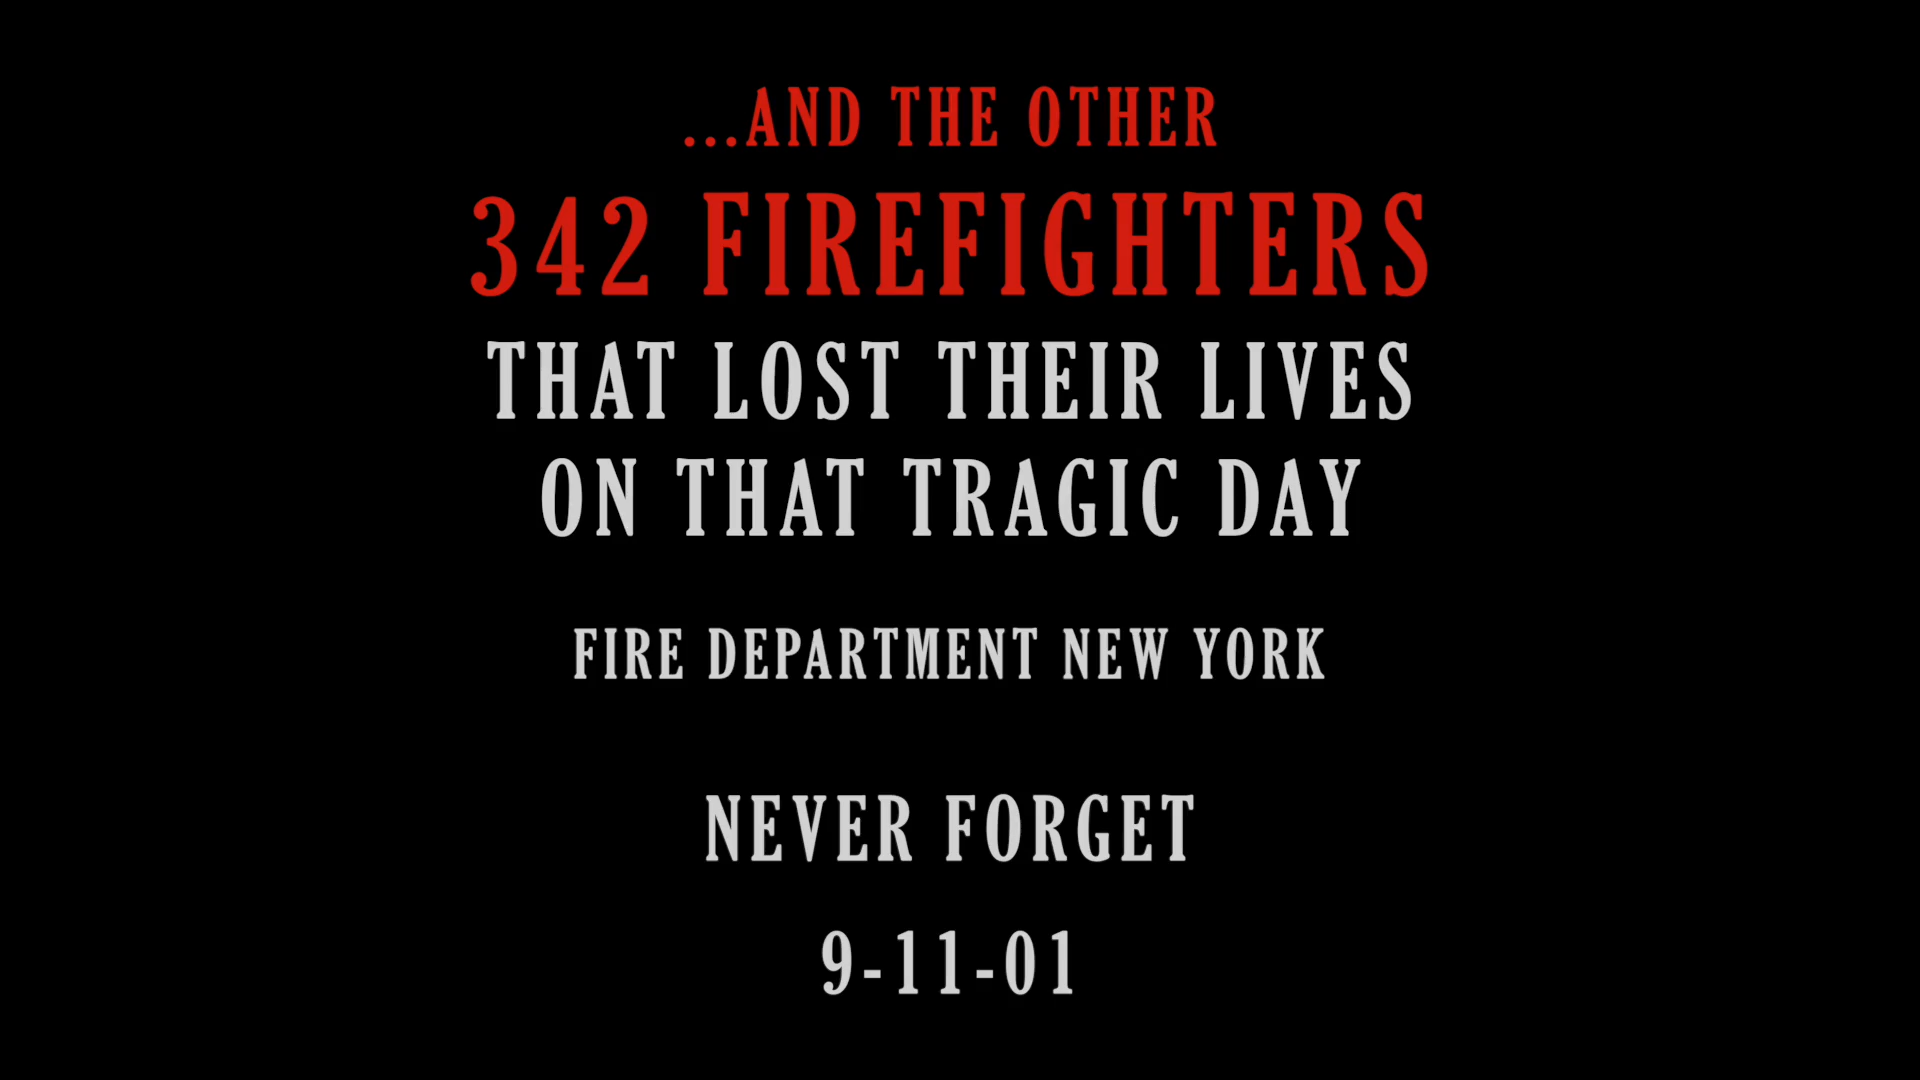 ...AND THE OTHER
342 FIREFIGHTERS
THAT LOST THEIR LIVES
ON THAT TRAGIC DAY
FIRE DEPARTMENT NEW YORK
NEVER FORGET
9-11-01